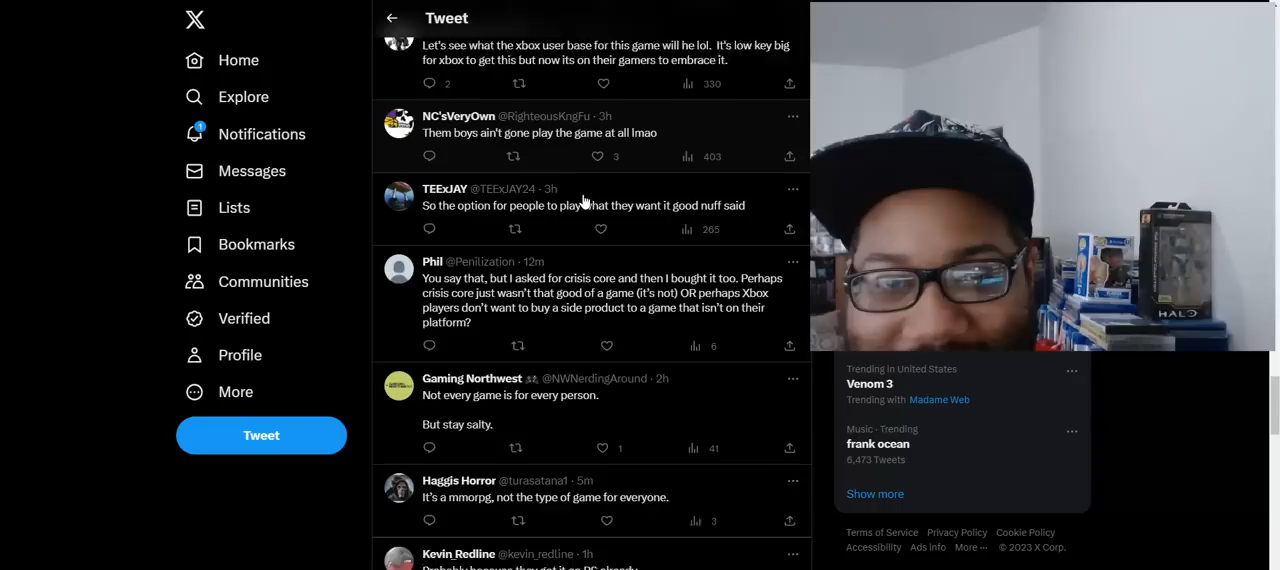 Tweet
Home
Explore
1
Notifications
Messages
Lists
Bookmarks
Communities
Verified
Profile
More
Tweet
Let's see what the xbox user base for this game will he lol. It's low key big
for xbox to get this but now its on their gamers to embrace it.
2 330
NC'sVeryOwn @RighteousKngFu · 3h
Them boys ain't gone play the game at all lmao
3 403
TEExJAY @TEExJAY24 · 3h
So the option for people to play what they want it good nuff said
265
Phil @Penilization · 12m
You say that, but I asked for crisis core and then I bought it too. Perhaps
crisis core just wasn't that good of a game (it's not) OR perhaps Xbox
players don't want to buy a side product to a game that isn't on their
platform?
6
Gaming Northwest @NWNerdingAround · 2h
Not every game is for every person.
But stay salty.
1 41
Haggis Horror @turasatana1 · 5m
It's a mmorpg, not the type of game for everyone.
3
Kevin_Redline @kevin_redline · 1h
Probably because they got it on PS already
HALO
Trending in United States
Venom 3
Trending with Madame Web
Music · Trending
frank ocean
6,473 Tweets
Show more
Terms of Service Privacy Policy Cookie Policy
Accessibility Ads info More ··· © 2023 X Corp.